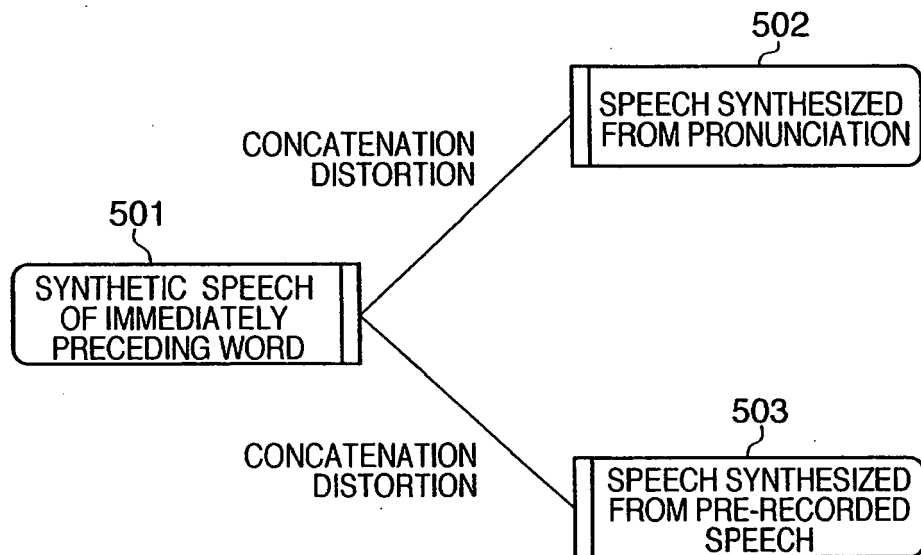 502
SPEECH SYNTHESIZED
FROM PRONUNCIATION
CONCATENATION
DISTORTION
501
SYNTHETIC SPEECH
OF IMMEDIATELY
PRECEDING WORD
503
CONCATENATION
DISTORTION
SPEECH SYNTHESIZED
FROM PRE-RECORDED
SPEECH